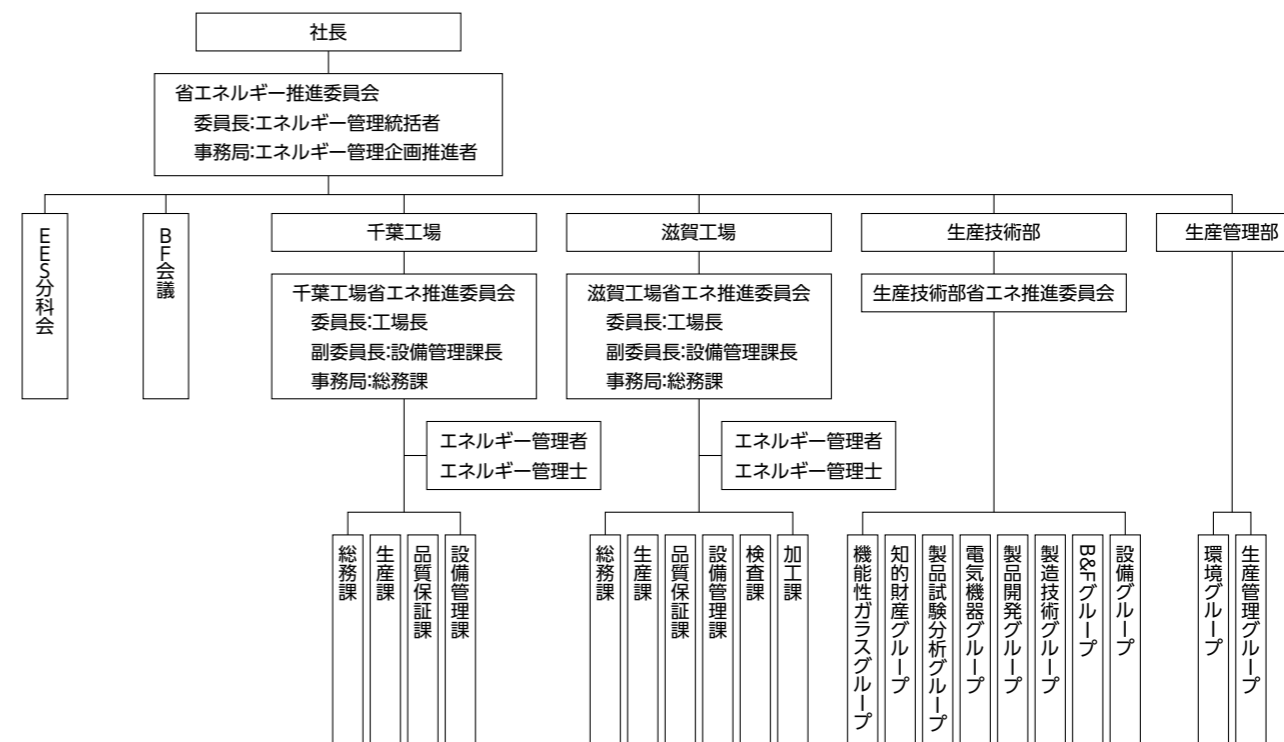 社長
省エネルギー推進委員会
委員長:エネルギー管理統括者
事務局:エネルギー管理企画推進者
EES分科会
BF会議
千葉工場
千葉工場省エネ推進委員会
委員長:工場長
副委員長:設備管理課長
事務局:総務課
エネルギー管理者
エネルギー管理士
総務課
生産課
品質保証課
設備管理課
滋賀工場
滋賀工場省エネ推進委員会
委員長:工場長
副委員長:設備管理課長
事務局:総務課
エネルギー管理者
エネルギー管理士
総務課
生産課
品質保証課
設備管理課
検査課
加工課
生産技術部
生産技術部省エネ推進委員会
機能性ガラスグループ
知的財産グループ
製品試験分析グループ
電気機器グループ
製品開発グループ
製造技術グループ
B&Fグループ
設備グループ
生産管理部
環境グループ
生産管理グループ